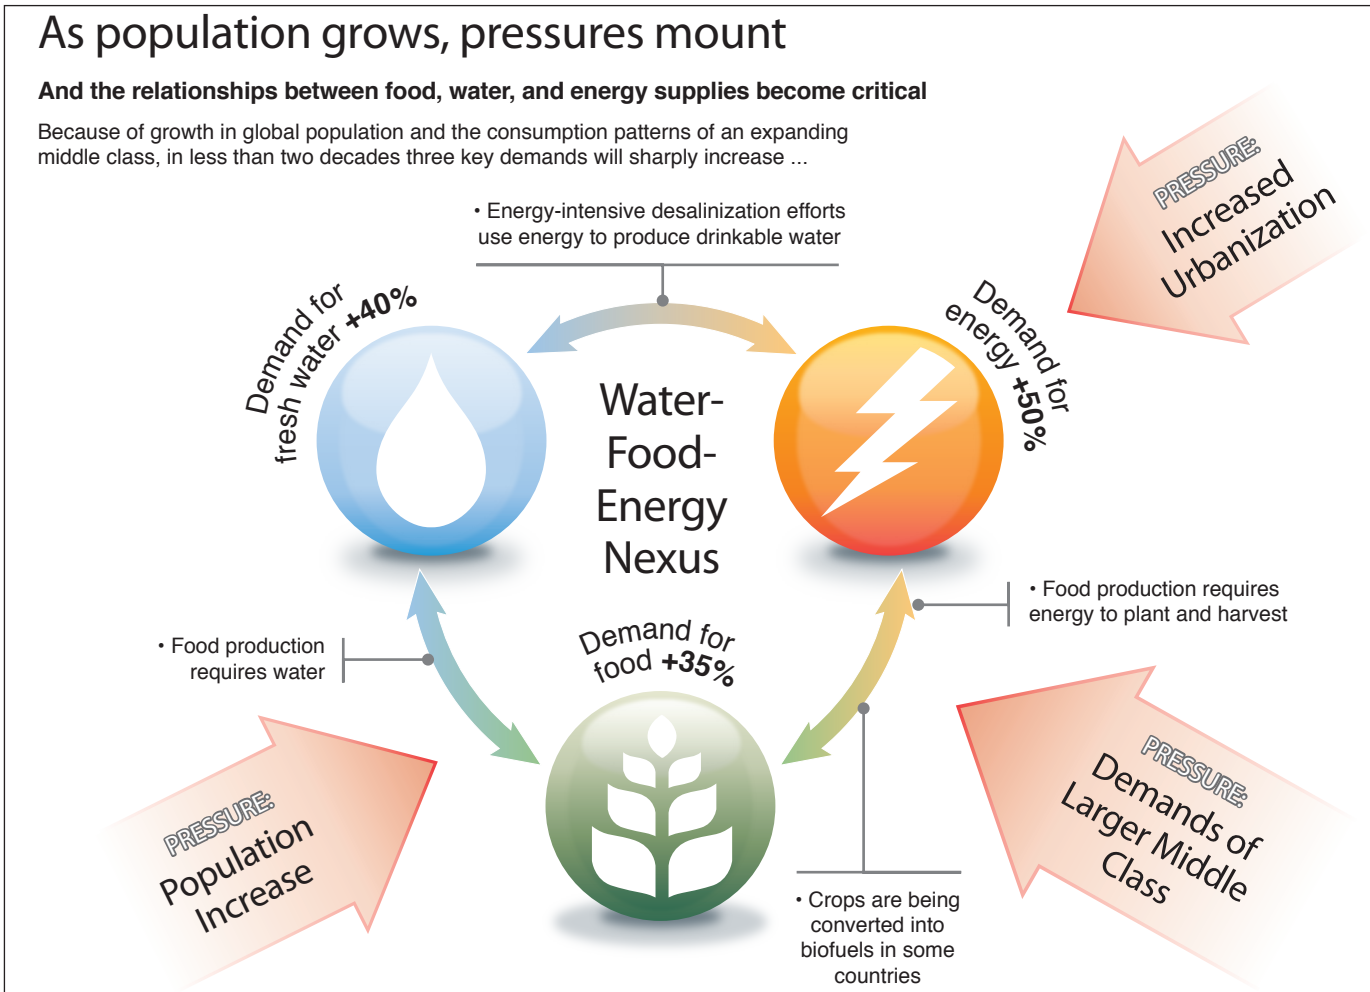 As population grows, pressures mount
And the relationships between food, water, and energy supplies become critical
Because of growth in global population and the consumption patterns of an expanding
middle class, in less than two decades three key demands will sharply increase ...
• Energy-intensive desalinization efforts
use energy to produce drinkable water
PRESSURE:
Increased
Urbanization
Demand for
fresh water +40%
Demand for
energy +50%
Water-
Food-
Energy
Nexus
• Food production
requires water
• Food production requires
energy to plant and harvest
Demand for
food +35%
PRESSURE:
Population
Increase
PRESSURE:
Demands of
Larger Middle
Class
• Crops are being
converted into
biofuels in some
countries